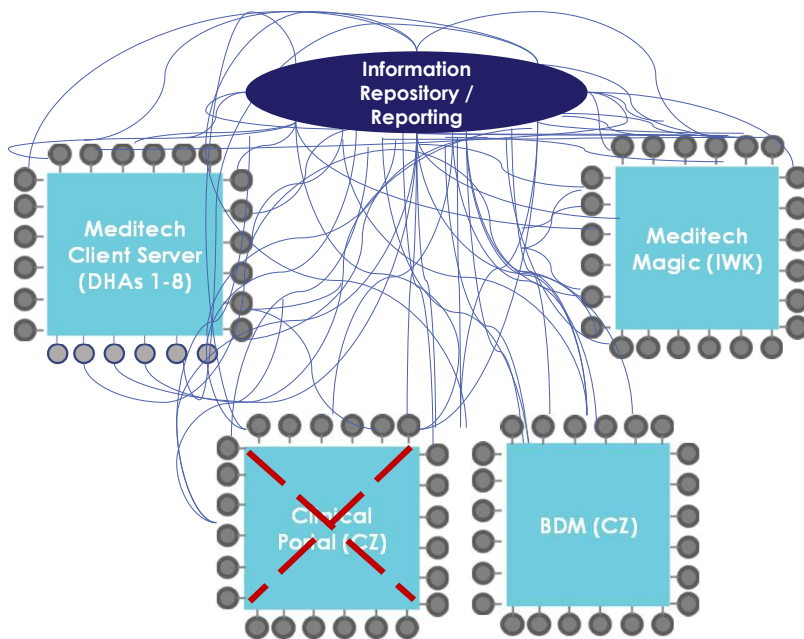 Information
Repository /
Reporting
Meditech
Client Server
(DHAs 1-8)
Meditech
Magic (IWK)
Clinical
Portal (CZ)
BDM (CZ)